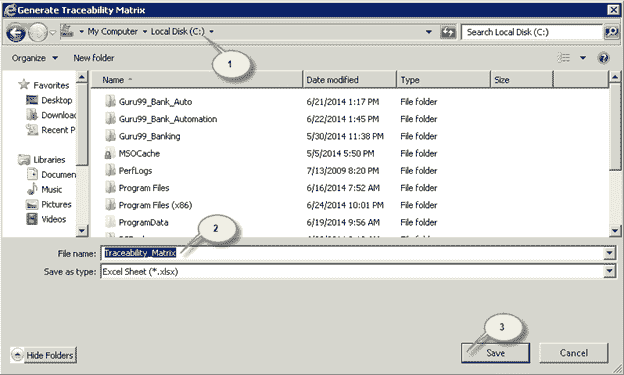 Generate Traceability Matrix
My Computer Local Disk (C:)
Search Local Disk (C:)
1
Organize New folder
Favorites
Desktop
Recent P
Libraries
Documen
Music
Pictures
Videos
Name Date modified Type Size
Guru99_Bank_Auto 6/21/2014 1:17 PM File folder
Guru99_Bank_Automation 6/22/2014 1:45 PM File folder
Guru99_Banking 5/30/2014 11:38 PM File folder
MSOCache 5/5/2014 5:50 PM File folder
PerfLogs 7/13/2009 8:20 PM File folder
Program Files 6/16/2014 7:52 AM File folder
Program Files (x86) 6/24/2014 10:01 PM File folder
ProgramData 6/19/2014 9:56 AM File folder
2
File name: Traceability_Matrix
Save as type: Excel Sheet (*.xlsx)
3
Hide Folders Save Cancel